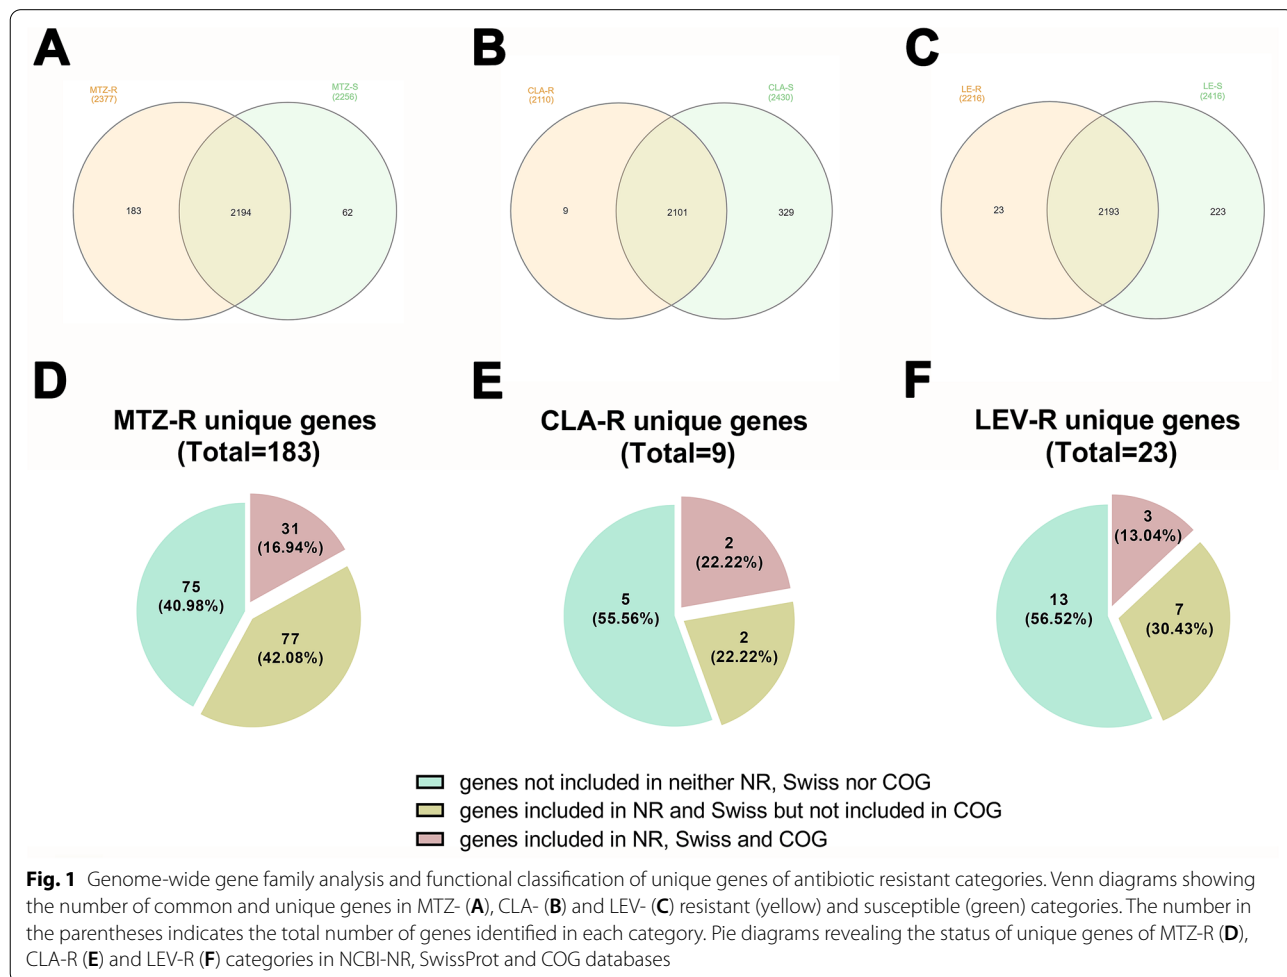 A
B
C
MTZ-R
(2377)
MTZ-S
(2256)
183
2194
62
CLA-R
(2110)
CLA-S
(2430)
9
2101
329
LE-R
(2216)
LE-S
(2416)
23
2193
223
D
MTZ-R unique genes
(Total=183)
31
(16.94%)
75
(40.98%)
77
(42.08%)
E
CLA-R unique genes
(Total=9)
2
(22.22%)
5
(55.56%)
2
(22.22%)
F
LEV-R unique genes
(Total=23)
3
(13.04%)
13
(56.52%)
7
(30.43%)
genes not included in neither NR, Swiss nor COG
genes included in NR and Swiss but not included in COG
genes included in NR, Swiss and COG
Fig. 1 Genome-wide gene family analysis and functional classification of unique genes of antibiotic resistant categories. Venn diagrams showing
the number of common and unique genes in MTZ- (A), CLA- (B) and LEV- (C) resistant (yellow) and susceptible (green) categories. The number in
the parentheses indicates the total number of genes identified in each category. Pie diagrams revealing the status of unique genes of MTZ-R (D),
CLA-R (E) and LEV-R (F) categories in NCBI-NR, SwissProt and COG databases